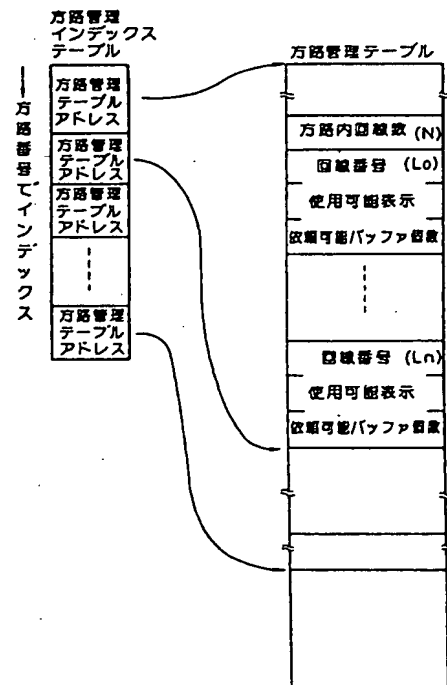 方路管理
インデックス
テーブル
方路番号でインデックス
方路管理
テーブル
アドレス
方路管理
テーブル
アドレス
方路管理
テーブル
アドレス
方路管理
テーブル
アドレス
方路管理テーブル
方路内回線数 (N)
回線番号 (Lo)
使用可能表示
依頼可能バッファ個数
回線番号 (Ln)
使用可能表示
依頼可能バッファ個数